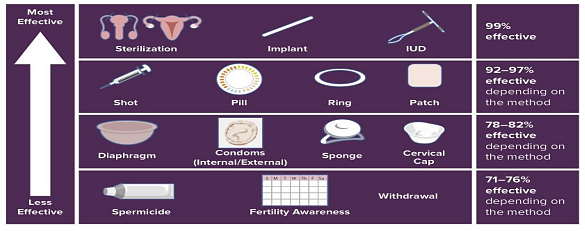 Most
Effective
Sterilization
Implant
IUD
99%
effective
Shot
Pill
Ring
Patch
92–97%
effective
depending on
the method
Diaphragm
Condoms
(Internal/External)
Sponge
Cervical
Cap
78–82%
effective
depending on
the method
Less
Effective
Spermicide
S M T W Th F Sa
Fertility Awareness
Withdrawal
71–76%
effective
depending on
the method